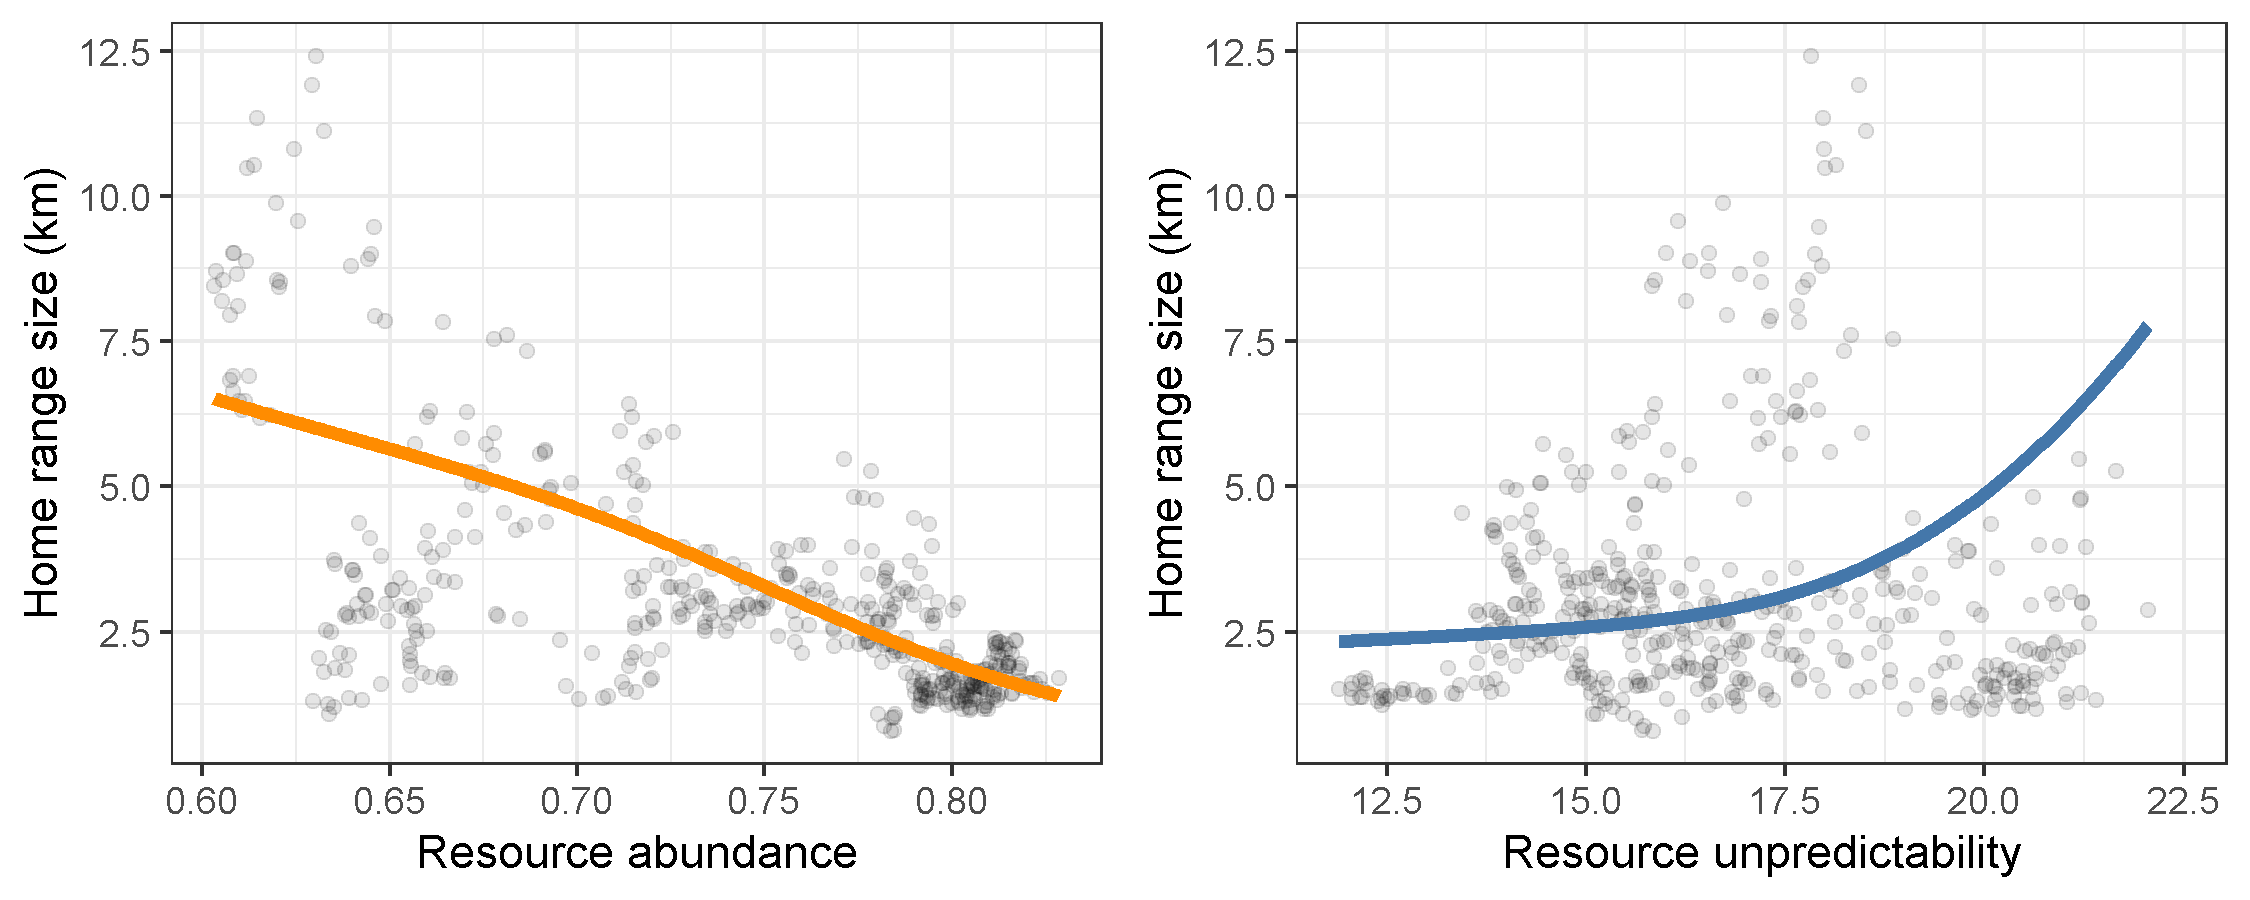 Home range size (km)
12.5
10.0
7.5
5.0
2.5
0.60 0.65 0.70 0.75 0.80
Resource abundance
Home range size (km)
12.5
10.0
7.5
5.0
2.5
12.5 15.0 17.5 20.0 22.5
Resource unpredictability